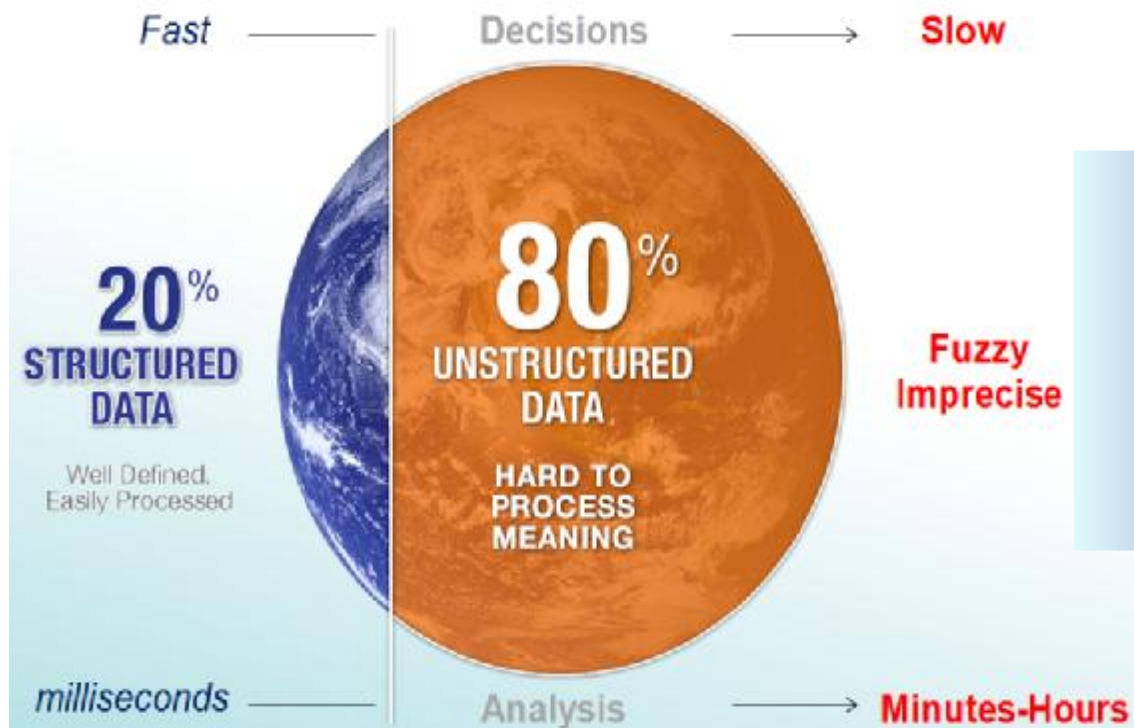 Fast Decisions Slow
20%
STRUCTURED
DATA
Well Defined,
Easily Processed
80%
UNSTRUCTURED
DATA
HARD TO
PROCESS
MEANING
Fuzzy
Imprecise
milliseconds Analysis Minutes-Hours